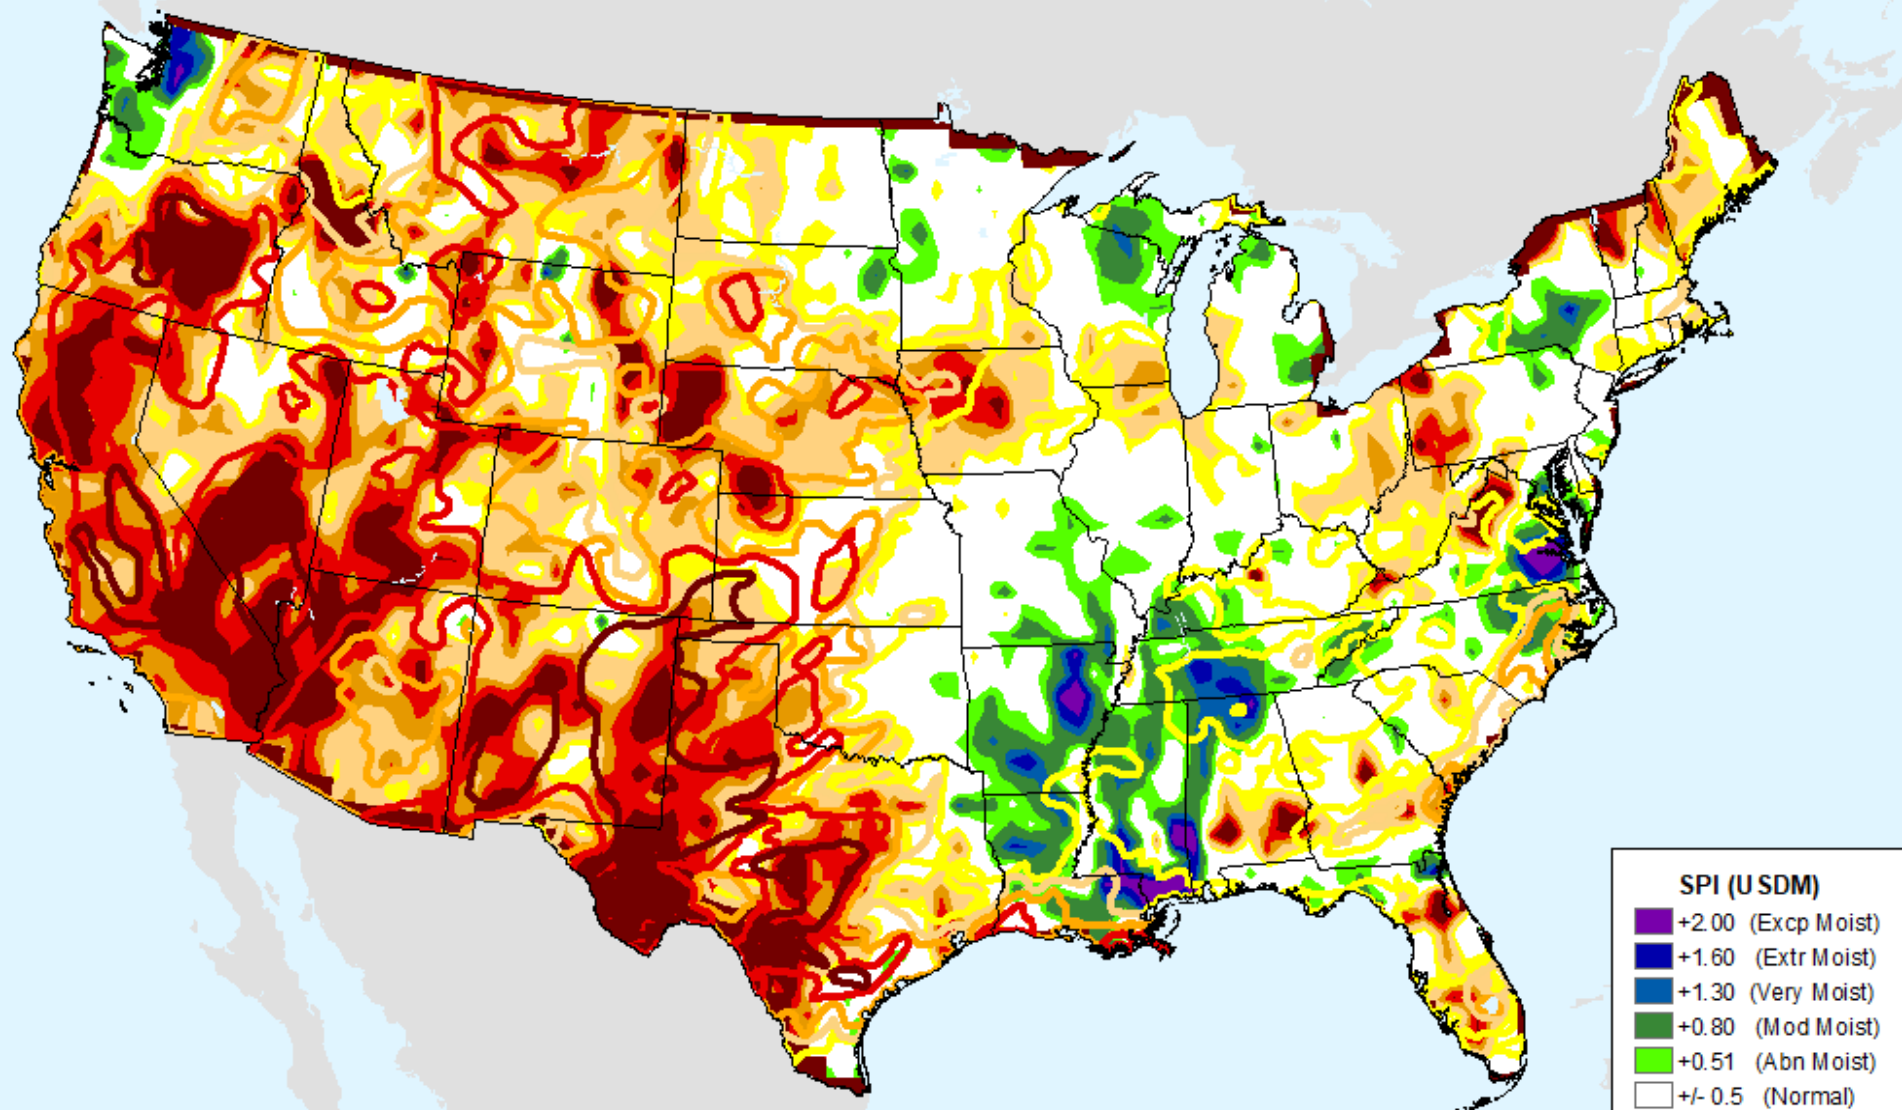 SPI (USDM)
+2.00 (Excp Moist)
+1.60 (Extr Moist)
+1.30 (Very Moist)
+0.80 (Mod Moist)
+0.51 (Abn Moist)
+/- 0.5 (Normal)